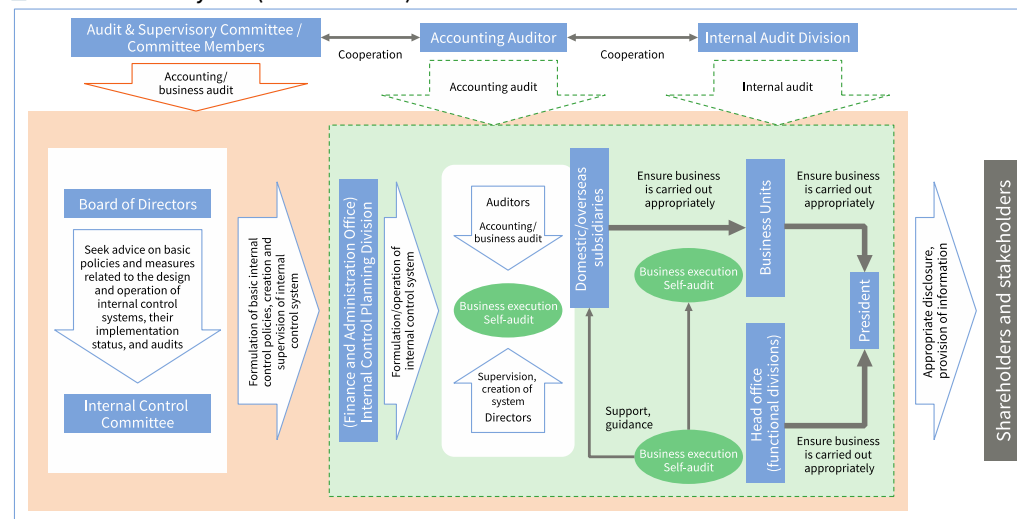 Audit & Supervisory Committee /
Committee Members
Cooperation
Accounting Auditor
Cooperation
Internal Audit Division
Accounting/
business audit
Accounting audit
Internal audit
Board of Directors
Seek advice on basic
policies and measures
related to the design
and operation of
internal control
systems, their
implementation
status, and audits
Internal Control
Committee
Formulation of basic internal
control policies, creation and
supervision of internal
control system
(Finance and Administration Office)
Internal Control Planning Division
Formulation/operation of
internal control system
Auditors
Accounting/
business audit
Business execution
Self-audit
Supervision,
creation of
system
Directors
Domestic/overseas
subsidiaries
Ensure business
is carried out
appropriately
Business execution
Self-audit
Support,
guidance
Business execution
Self-audit
Business Units
Head office
(functional divisions)
Ensure business
is carried out
appropriately
President
Ensure business
is carried out
appropriately
Appropriate disclosure,
provision of information
Shareholders and stakeholders